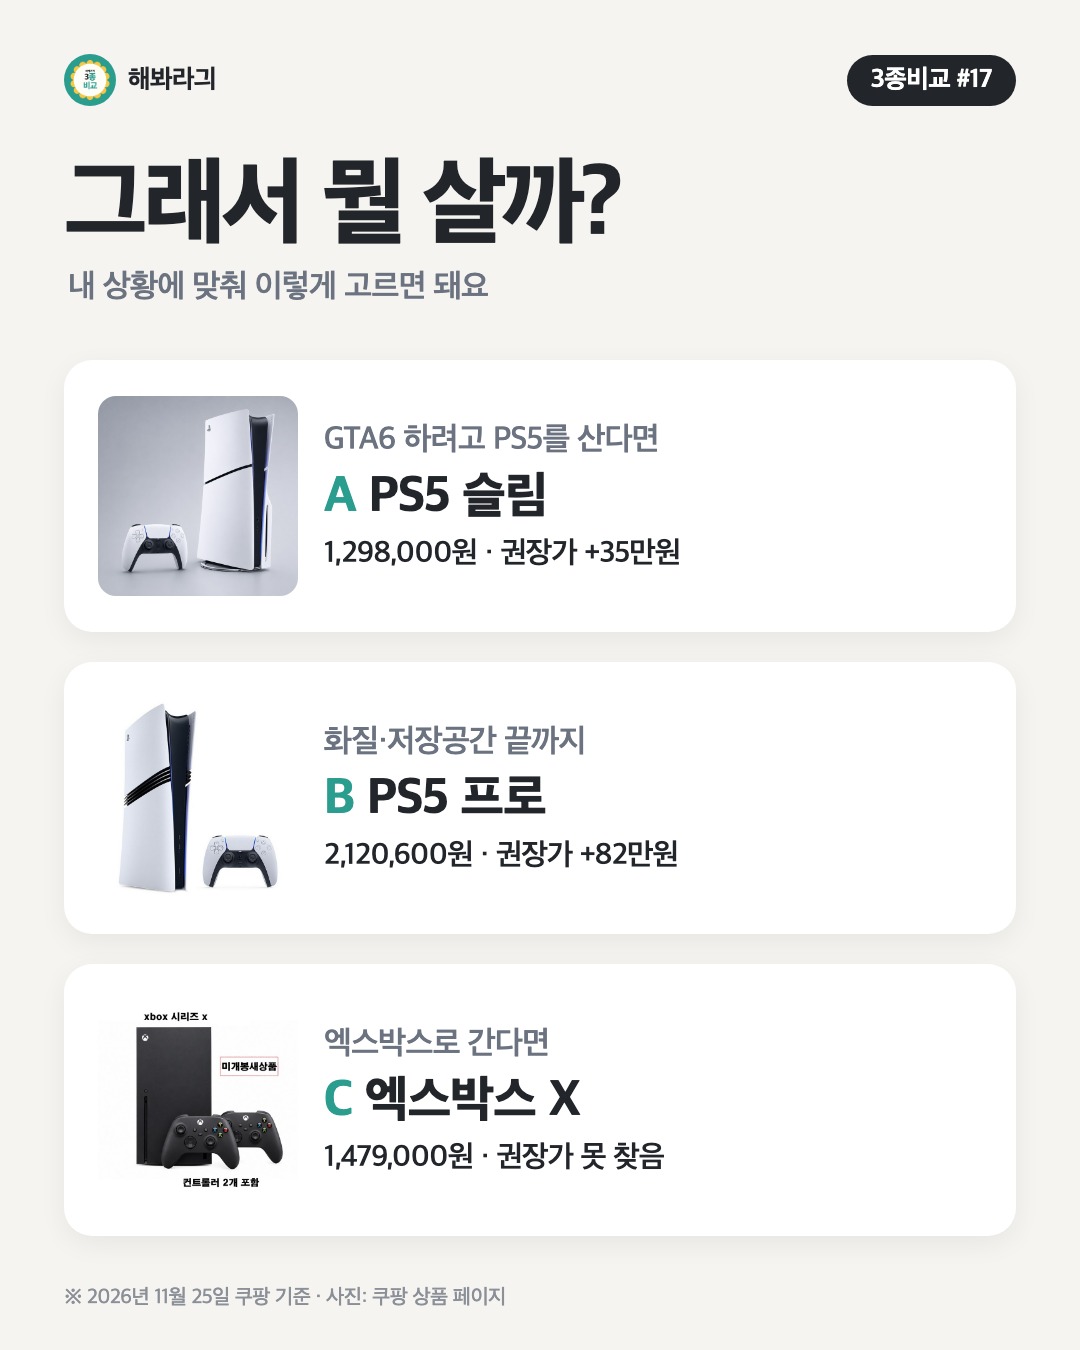 3종
비교
해봐라긔
3종비교 #17
그래서 뭘 살까?
내 상황에 맞춰 이렇게 고르면 돼요
GTA6 하려고 PS5를 산다면
A PS5 슬림
1,298,000원 · 권장가 +35만원
화질·저장공간 끝까지
B PS5 프로
2,120,600원 · 권장가 +82만원
xbox 시리즈 x
미개봉새상품
컨트롤러 2개 포함
엑스박스로 간다면
C 엑스박스 X
1,479,000원 · 권장가 못 찾음
※ 2026년 11월 25일 쿠팡 기준 · 사진: 쿠팡 상품 페이지